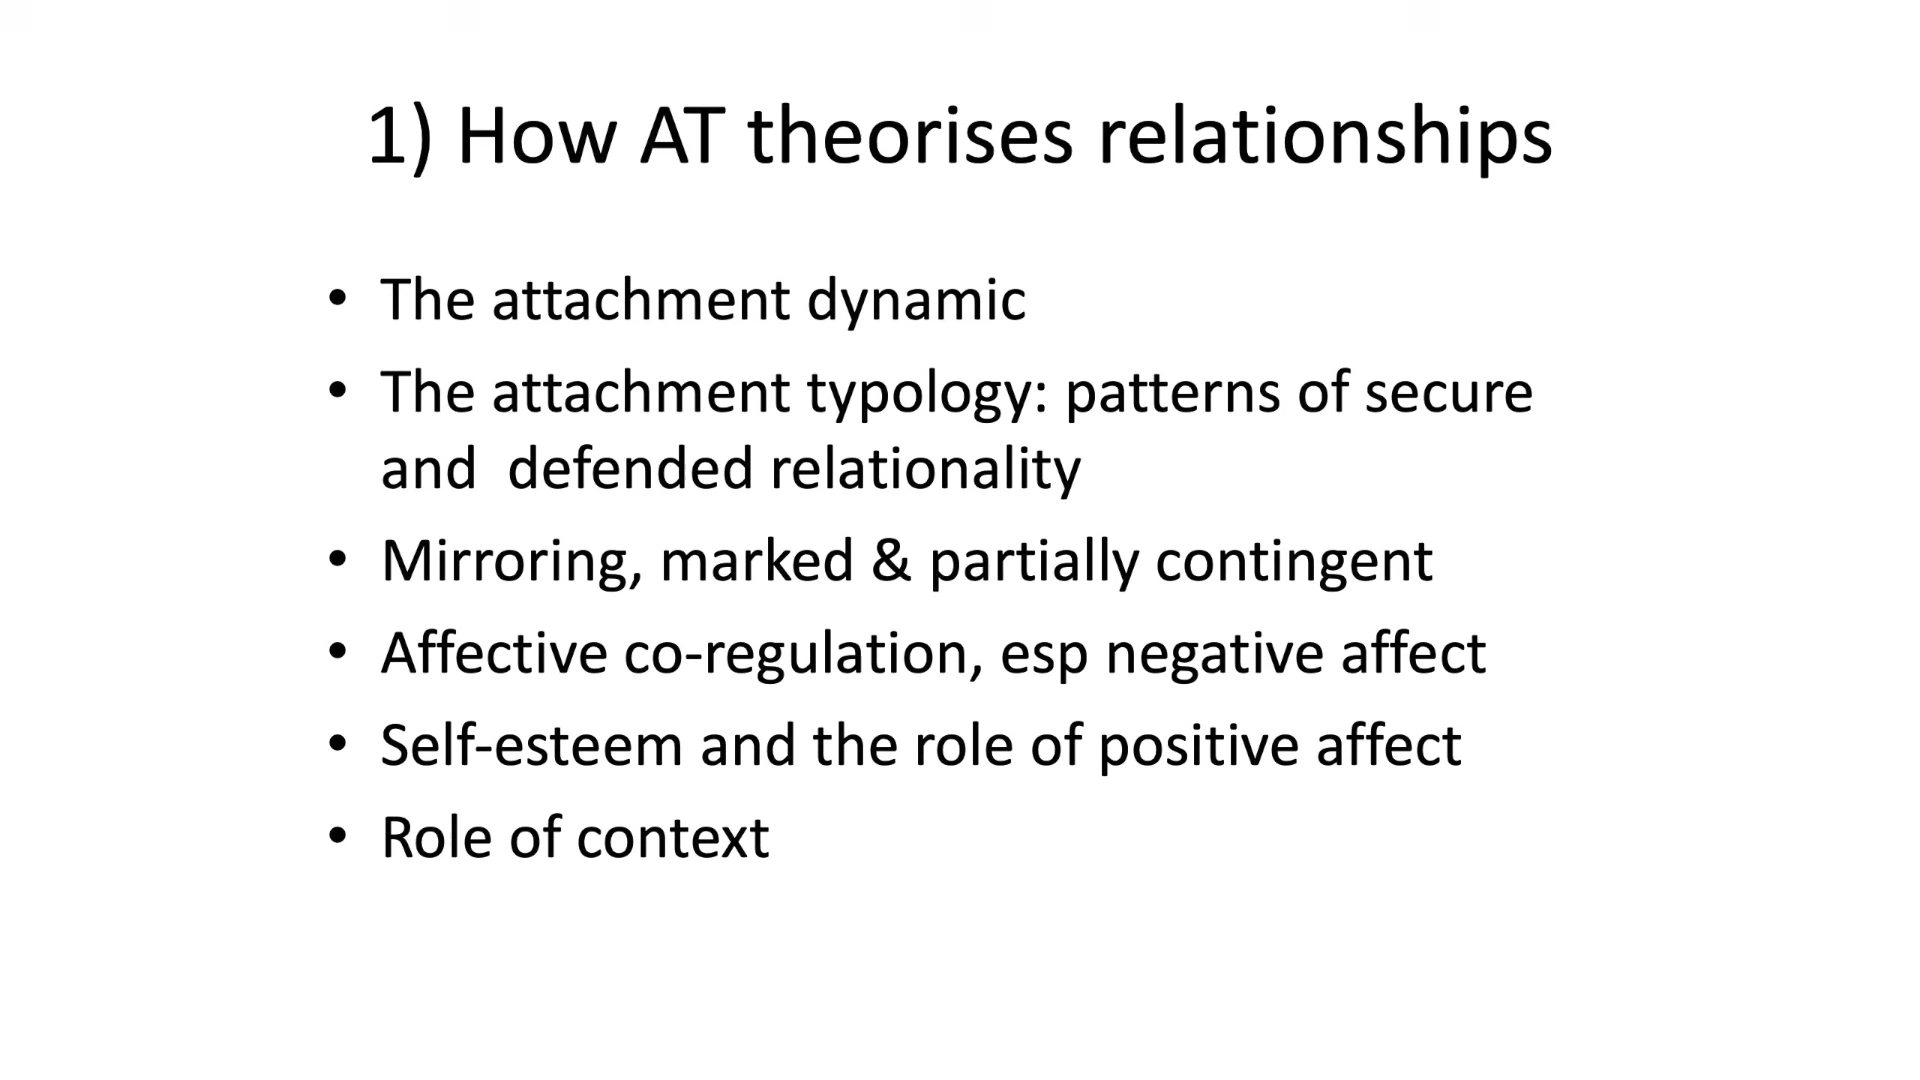 1) How AT theorises relationships
• The attachment dynamic
• The attachment typology: patterns of secure
and  defended relationality
• Mirroring, marked & partially contingent
• Affective co-regulation, esp negative affect
• Self-esteem and the role of positive affect
• Role of context